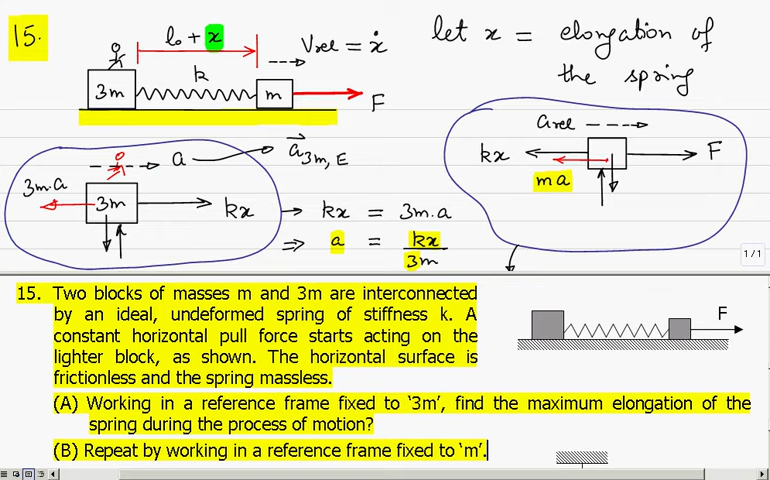 15.
l₀ + x
Vrel = ẋ
let x = elongation of
the spring
k
3m
m
F
a
a⃗ 3m, E
3m.a
3m
kx
→ kx = 3m.a
⇒ a = kx/3m
arel
kx
F
ma
1/1
15. Two blocks of masses m and 3m are interconnected
by an ideal, undeformed spring of stiffness k. A
constant horizontal pull force starts acting on the
lighter block, as shown. The horizontal surface is
frictionless and the spring massless.
(A) Working in a reference frame fixed to ‘3m’, find the maximum elongation of the
spring during the process of motion?
(B) Repeat by working in a reference frame fixed to ‘m’.
F